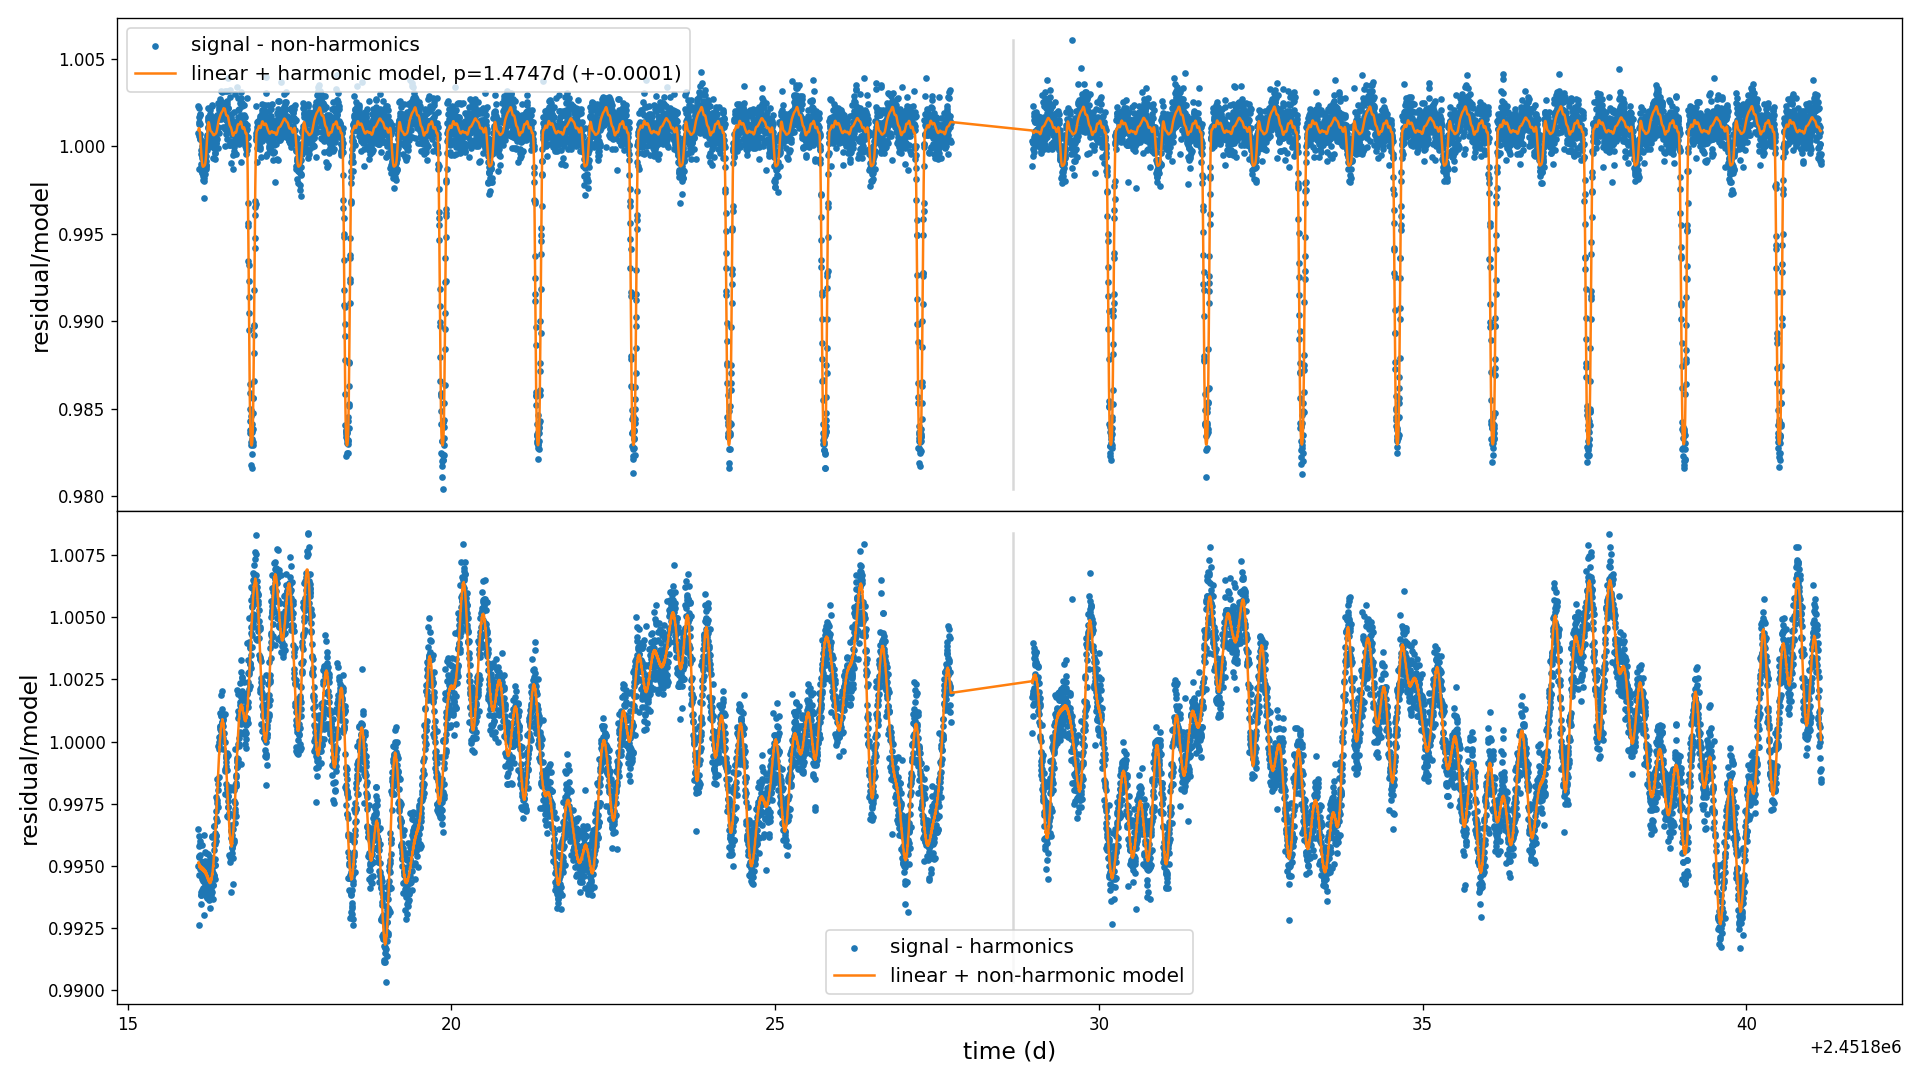 signal - non-harmonics
linear + harmonic model, p=1.4747d (+-0.0001)
1.005
1.000
0.995
0.990
0.985
0.980
residual/model
1.0075
1.0050
1.0025
1.0000
0.9975
0.9950
0.9925
0.9900
residual/model
signal - harmonics
linear + non-harmonic model
15 20 25 30 35 40
time (d)
+2.4518e6